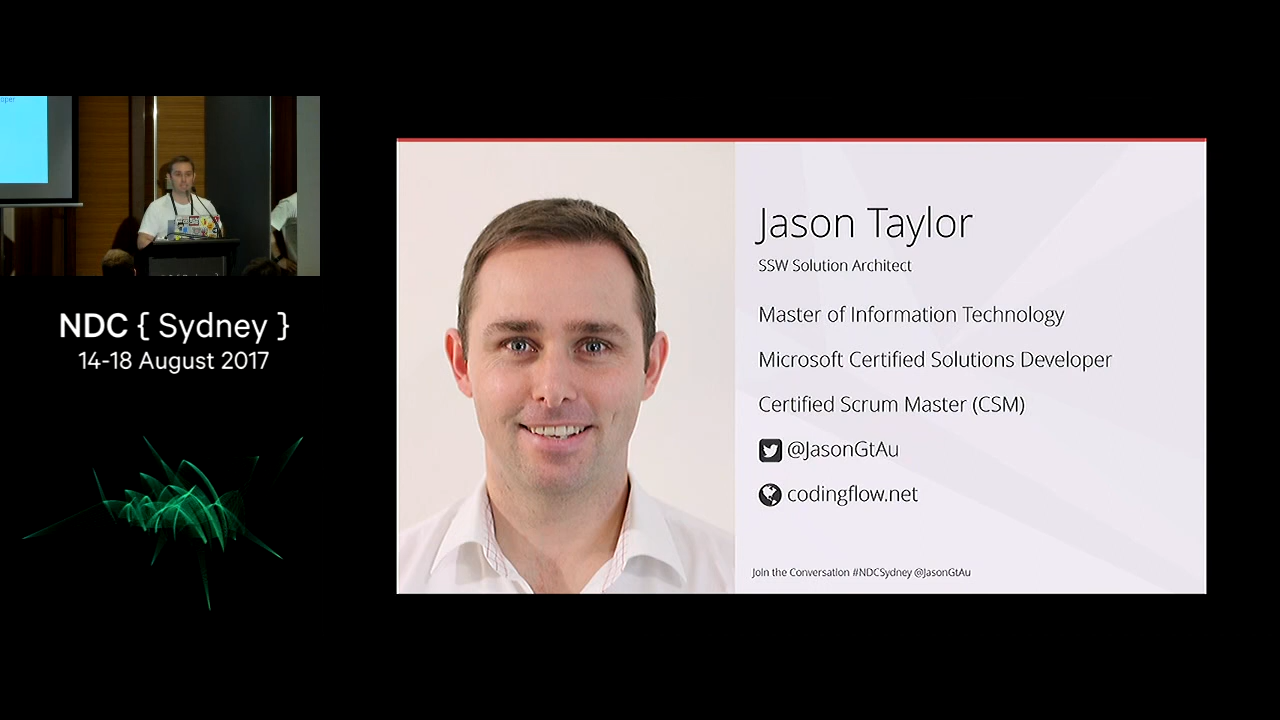 NDC { Sydney }
14-18 August 2017
Jason Taylor
SSW Solution Architect
Master of Information Technology
Microsoft Certified Solutions Developer
Certified Scrum Master (CSM)
@JasonGtAu
codingflow.net
Join the Conversation #NDCSydney @JasonGtAu